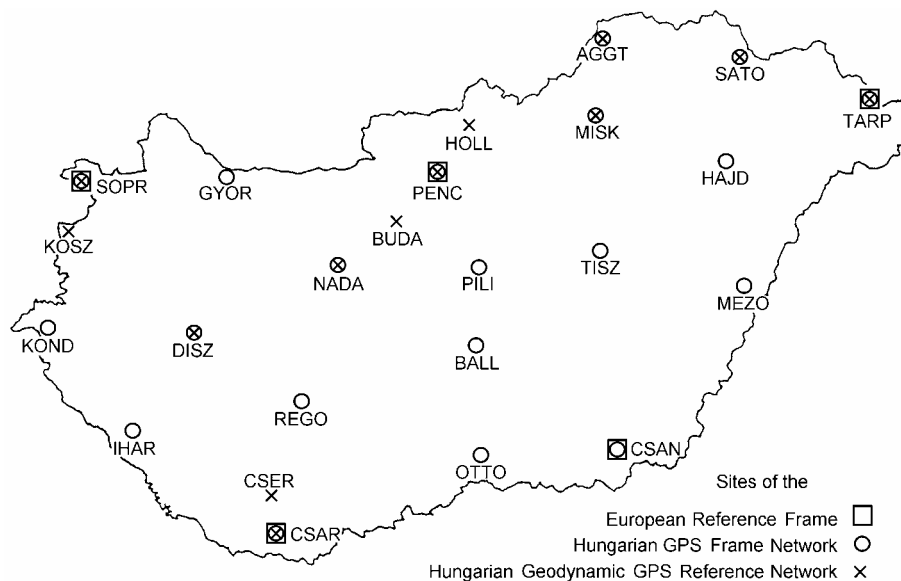 AGGT
SATO
TARP
HOLL
MISK
HAJD
PENC
SOPR
GYOR
KOSZ
BUDA
NADA
PILI
TISZ
MEZO
KOND
DISZ
BALL
REGO
IHAR
OTTO
CSAN
CSER
CSAR
Sites of the
European Reference Frame
Hungarian GPS Frame Network
Hungarian Geodynamic GPS Reference Network